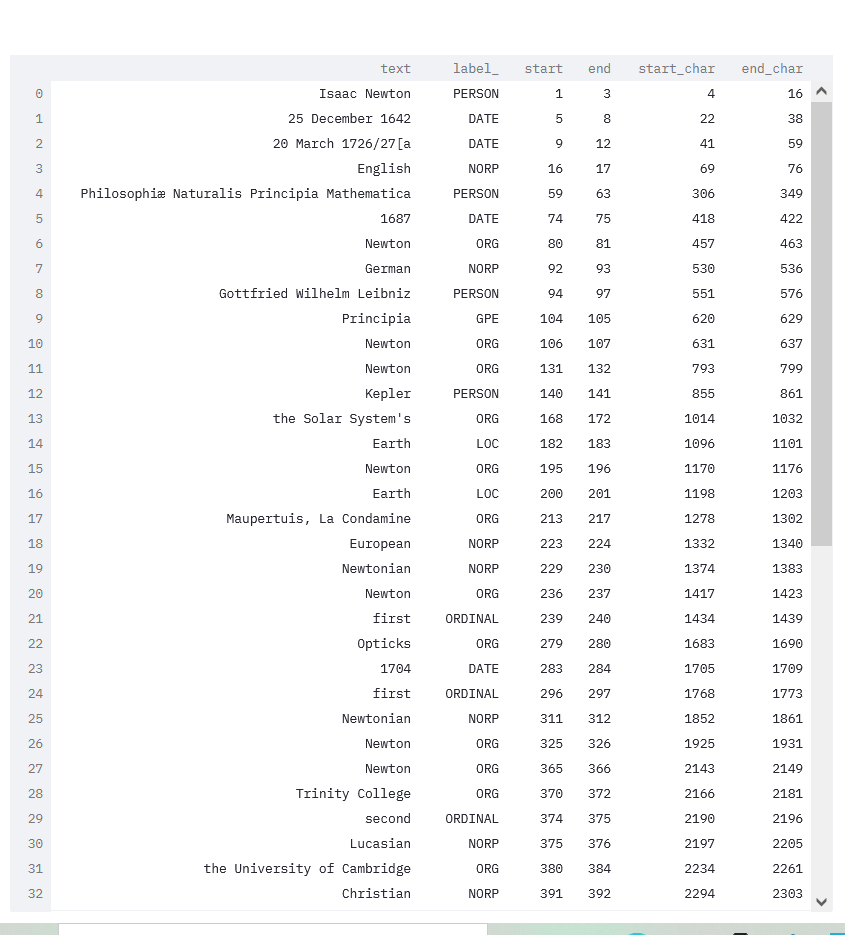 text label_ start end start_char end_char
0 Isaac Newton PERSON 1 3 4 16
1 25 December 1642 DATE 5 8 22 38
2 20 March 1726/27[a DATE 9 12 41 59
3 English NORP 16 17 69 76
4 Philosophiæ Naturalis Principia Mathematica PERSON 59 63 306 349
5 1687 DATE 74 75 418 422
6 Newton ORG 80 81 457 463
7 German NORP 92 93 530 536
8 Gottfried Wilhelm Leibniz PERSON 94 97 551 576
9 Principia GPE 104 105 620 629
10 Newton ORG 106 107 631 637
11 Newton ORG 131 132 793 799
12 Kepler PERSON 140 141 855 861
13 the Solar System's ORG 168 172 1014 1032
14 Earth LOC 182 183 1096 1101
15 Newton ORG 195 196 1170 1176
16 Earth LOC 200 201 1198 1203
17 Maupertuis, La Condamine ORG 213 217 1278 1302
18 European NORP 223 224 1332 1340
19 Newtonian NORP 229 230 1374 1383
20 Newton ORG 236 237 1417 1423
21 first ORDINAL 239 240 1434 1439
22 Opticks ORG 279 280 1683 1690
23 1704 DATE 283 284 1705 1709
24 first ORDINAL 296 297 1768 1773
25 Newtonian NORP 311 312 1852 1861
26 Newton ORG 325 326 1925 1931
27 Newton ORG 365 366 2143 2149
28 Trinity College ORG 370 372 2166 2181
29 second ORDINAL 374 375 2190 2196
30 Lucasian NORP 375 376 2197 2205
31 the University of Cambridge ORG 380 384 2234 2261
32 Christian NORP 391 392 2294 2303